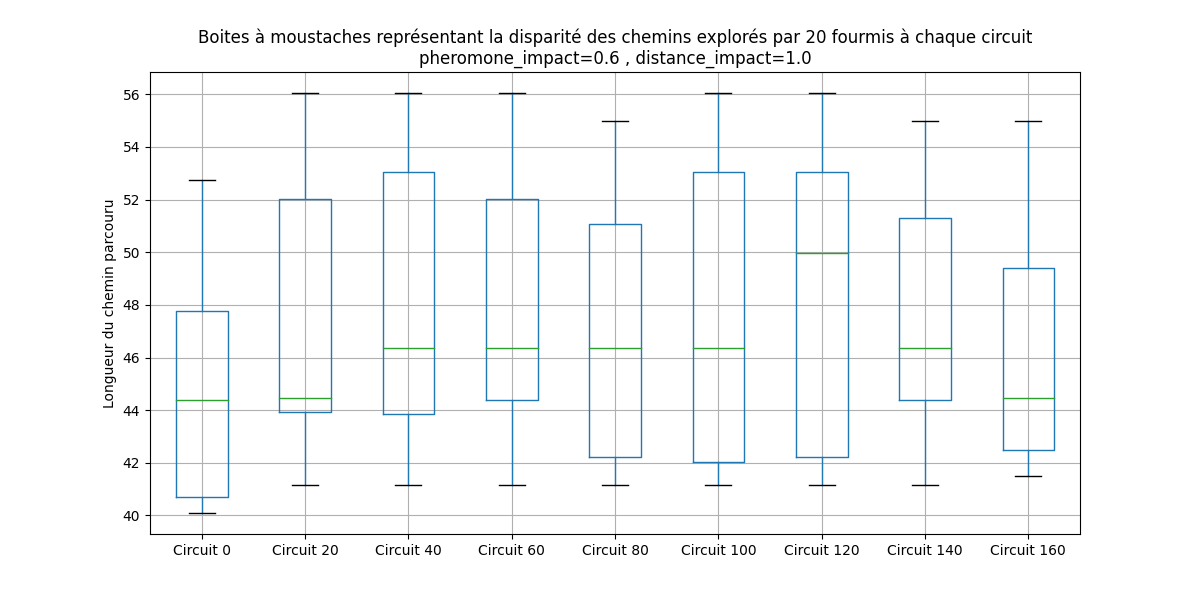 Boites à moustaches représentant la disparité des chemins explorés par 20 fourmis à chaque circuit
pheromone_impact=0.6 , distance_impact=1.0
Longueur du chemin parcouru
56
54
52
50
48
46
44
42
40
Circuit 0
Circuit 20
Circuit 40
Circuit 60
Circuit 80
Circuit 100
Circuit 120
Circuit 140
Circuit 160